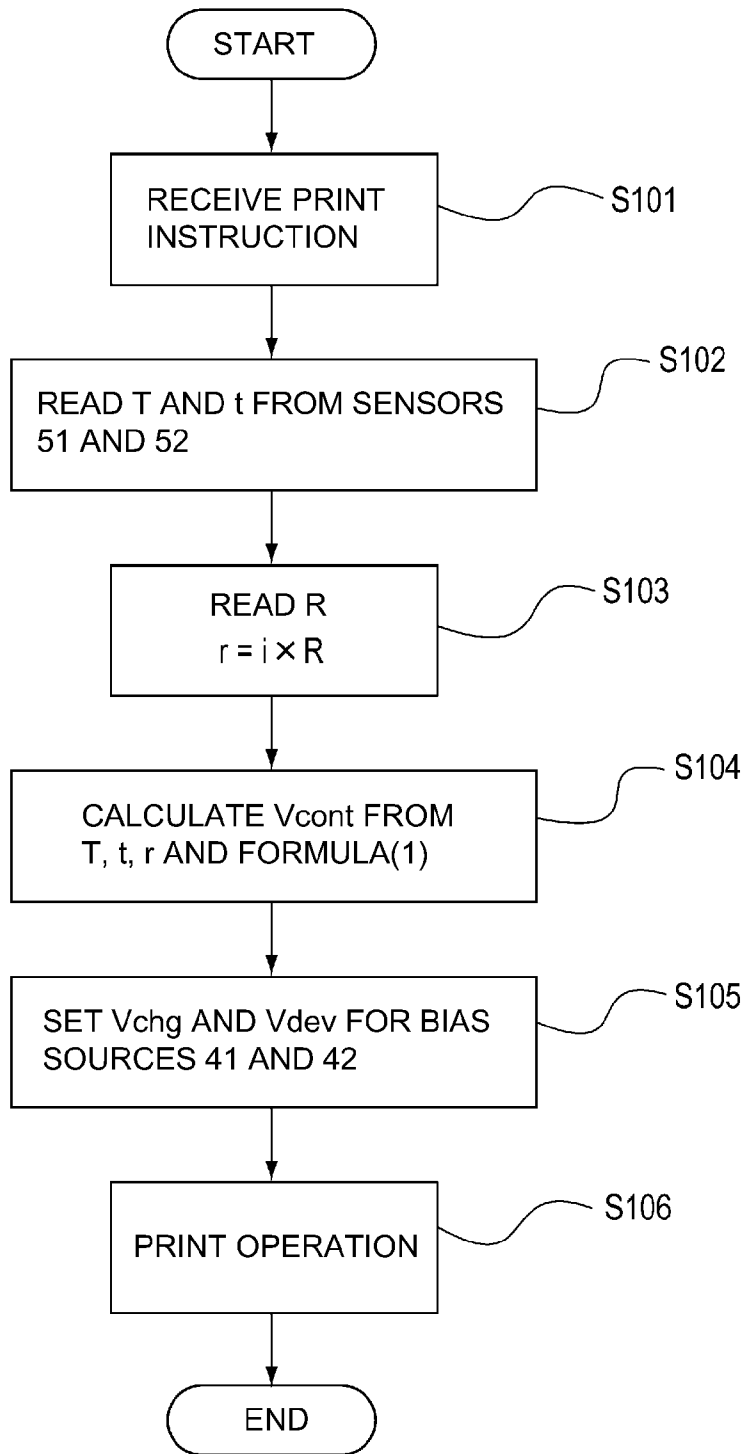 START
RECEIVE PRINT
INSTRUCTION
S101
READ T AND t FROM SENSORS
51 AND 52
S102
READ R
r = i × R
S103
CALCULATE Vcont FROM
T, t, r AND FORMULA(1)
S104
SET Vchg AND Vdev FOR BIAS
SOURCES 41 AND 42
S105
PRINT OPERATION
S106
END